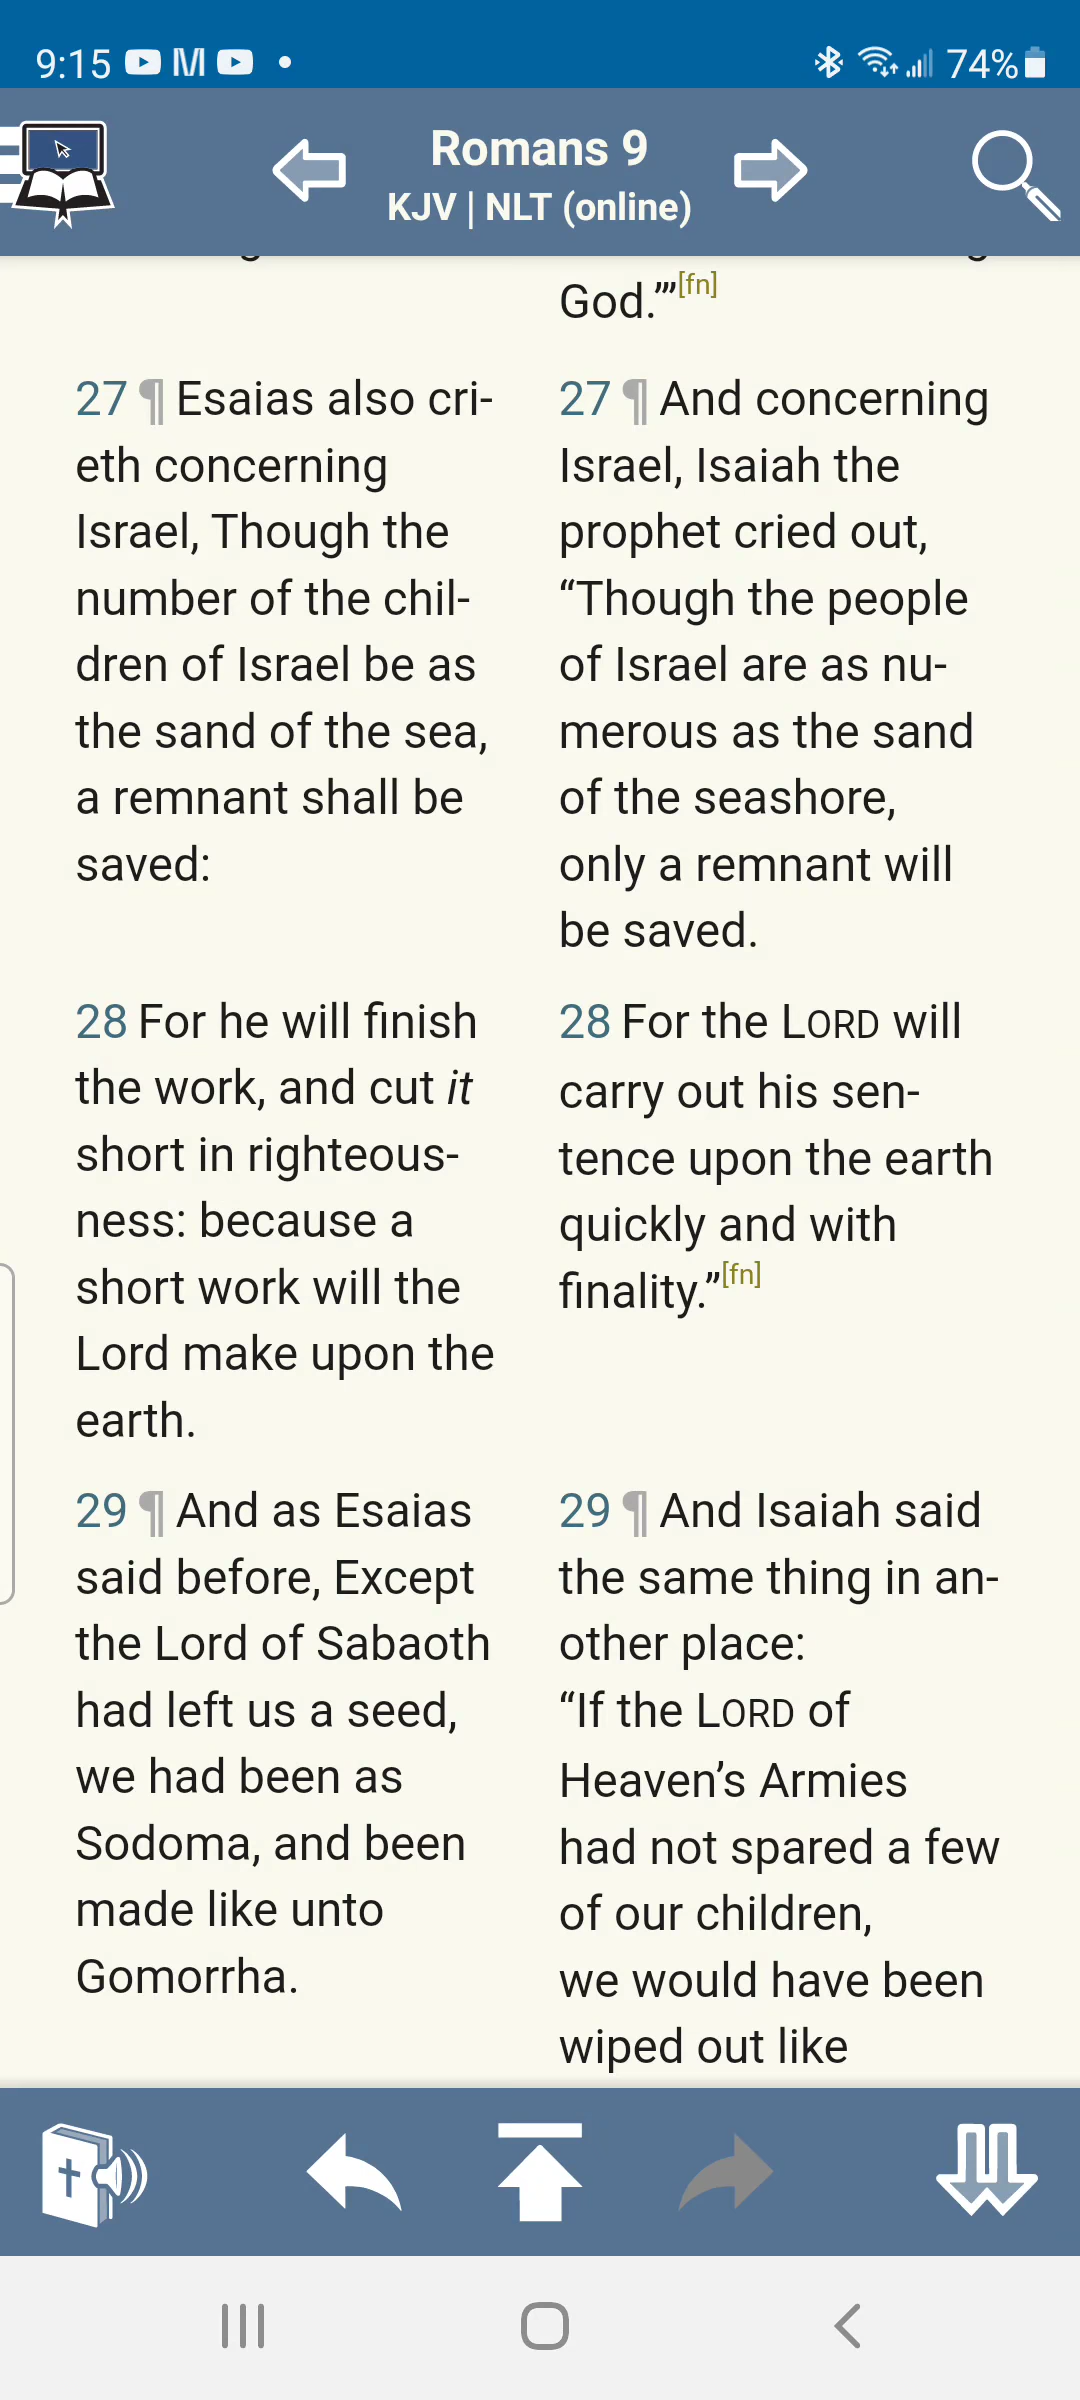 9:15
74%
Romans 9
KJV | NLT (online)
God.’”[fn]
27 ¶ Esaias also cri-
eth concerning
Israel, Though the
number of the chil-
dren of Israel be as
the sand of the sea,
a remnant shall be
saved:
28 For he will finish
the work, and cut it
short in righteous-
ness: because a
short work will the
Lord make upon the
earth.
29 ¶ And as Esaias
said before, Except
the Lord of Sabaoth
had left us a seed,
we had been as
Sodoma, and been
made like unto
Gomorrha.
27 ¶ And concerning
Israel, Isaiah the
prophet cried out,
“Though the people
of Israel are as nu-
merous as the sand
of the seashore,
only a remnant will
be saved.
28 For the LORD will
carry out his sen-
tence upon the earth
quickly and with
finality.”[fn]
29 ¶ And Isaiah said
the same thing in an-
other place:
“If the LORD of
Heaven’s Armies
had not spared a few
of our children,
we would have been
wiped out like